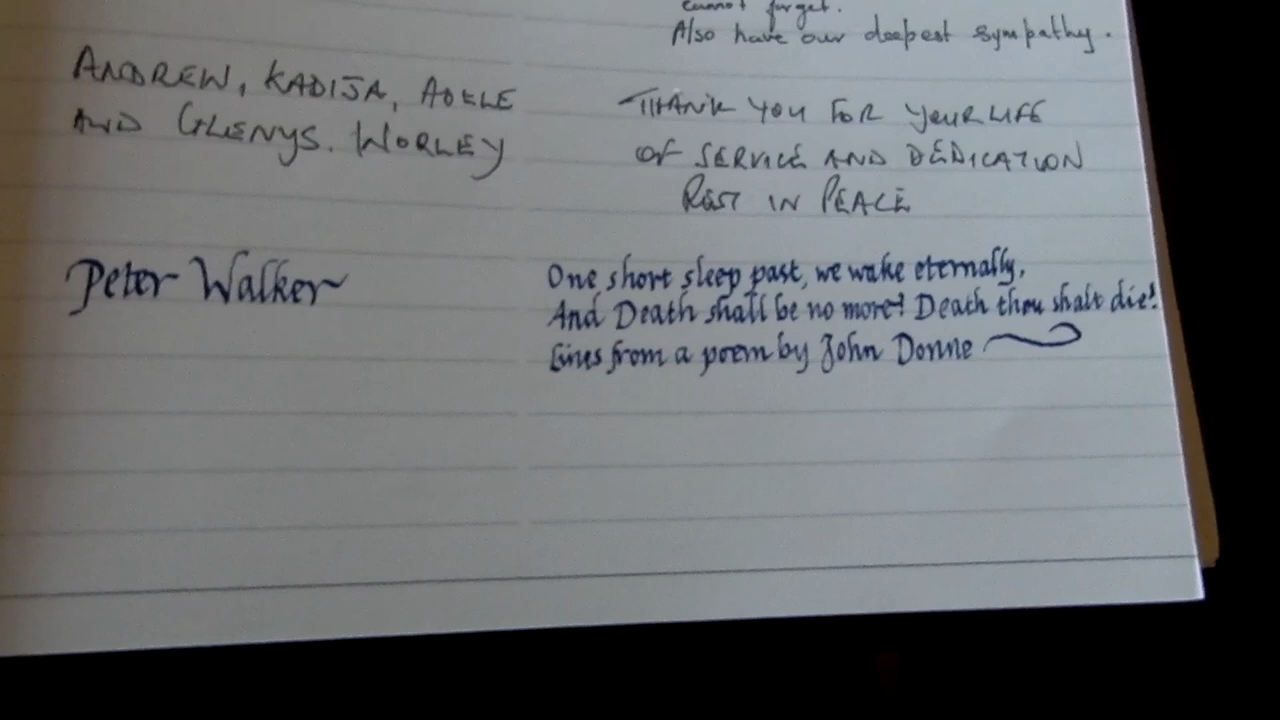 cannot forget.
Also have our deepest sympathy.
ANDREW, KADIJA, ADELE
AND GLENYS. WORLEY
THANK YOU FOR YOUR LIFE
OF SERVICE AND DEDICATION
REST IN PEACE
Peter Walker
One short sleep past, we wake eternally,
And Death shall be no more! Death thou shalt die!
Lines from a poem by John Donne